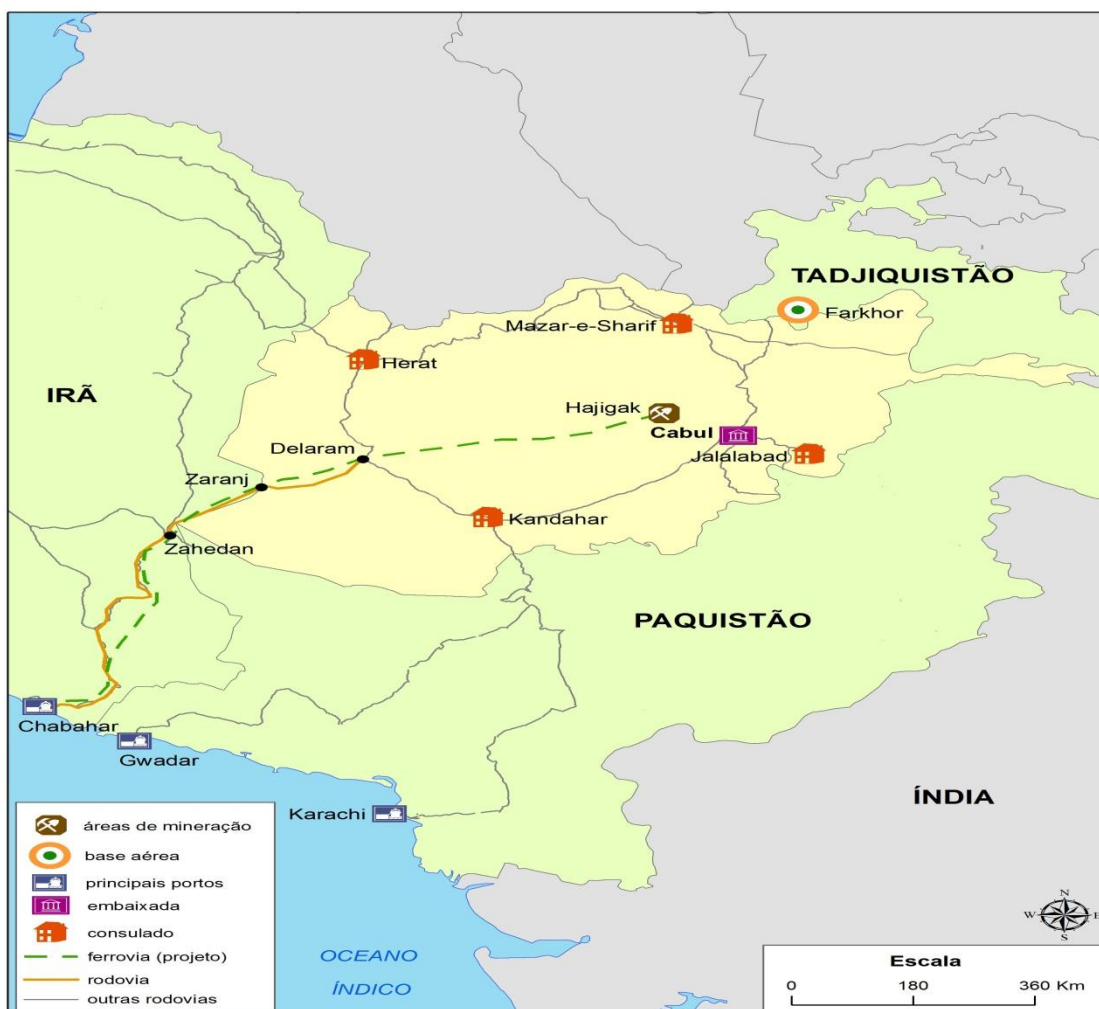 TADJIQUISTÃO
Farkhor
Mazar-e-Sharif
Herat
IRÃ
Hajigak
Cabul
Delaram
Jalalabad
Zaranj
Kandahar
Zahedan
PAQUISTÃO
Chabahar
Gwadar
ÍNDIA
Karachi
áreas de mineração
base aérea
principais portos
embaixada
consulado
ferrovia (projeto)
rodovia
outras rodovias
OCEANO
ÍNDICO
N
W
E
S
Escala
0 180 360 Km